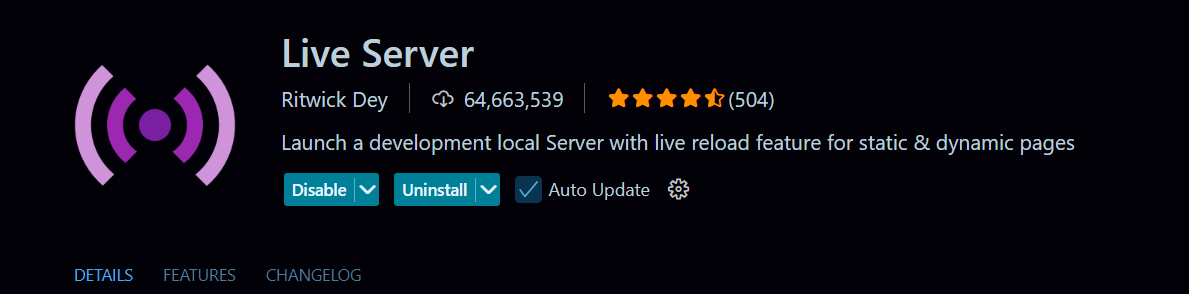 Live Server
Ritwick Dey 64,663,539 (504)
Launch a development local Server with live reload feature for static & dynamic pages
Disable Uninstall Auto Update
DETAILS FEATURES CHANGELOG